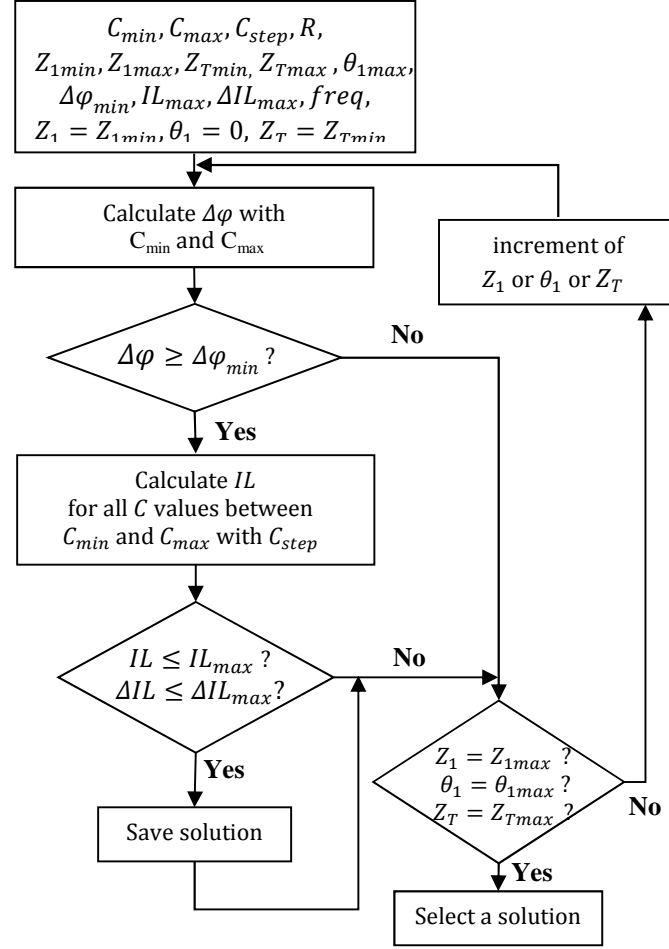 C_min, C_max, C_step, R,
Z_1min, Z_1max, Z_Tmin, Z_Tmax, θ_1max,
Δφ_min, IL_max, ΔIL_max, freq,
Z_1 = Z_1min, θ_1 = 0, Z_T = Z_Tmin
Calculate Δφ with
C_min and C_max
increment of
Z_1 or θ_1 or Z_T
Δφ ≥ Δφ_min ?
No
Yes
Calculate IL
for all C values between
C_min and C_max with C_step
IL ≤ IL_max ?
ΔIL ≤ ΔIL_max?
No
Yes
Save solution
Z_1 = Z_1max ?
θ_1 = θ_1max ?
Z_T = Z_Tmax ?
No
Yes
Select a solution